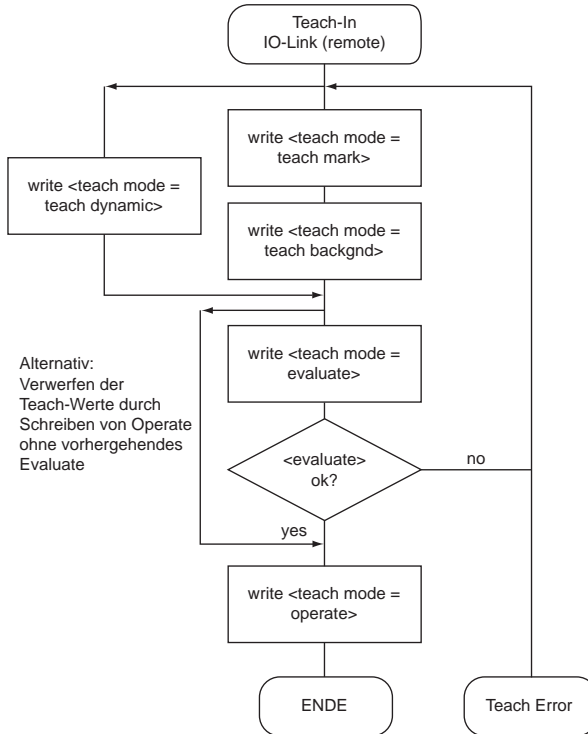 Teach-In
IO-Link (remote)
write <teach mode =
teach mark>
write <teach mode =
teach dynamic>
write <teach mode =
teach backgnd>
Alternativ:
Verwerfen der
Teach-Werte durch
Schreiben von Operate
ohne vorhergehendes
Evaluate
write <teach mode =
evaluate>
<evaluate>
ok?
no
yes
write <teach mode =
operate>
ENDE
Teach Error